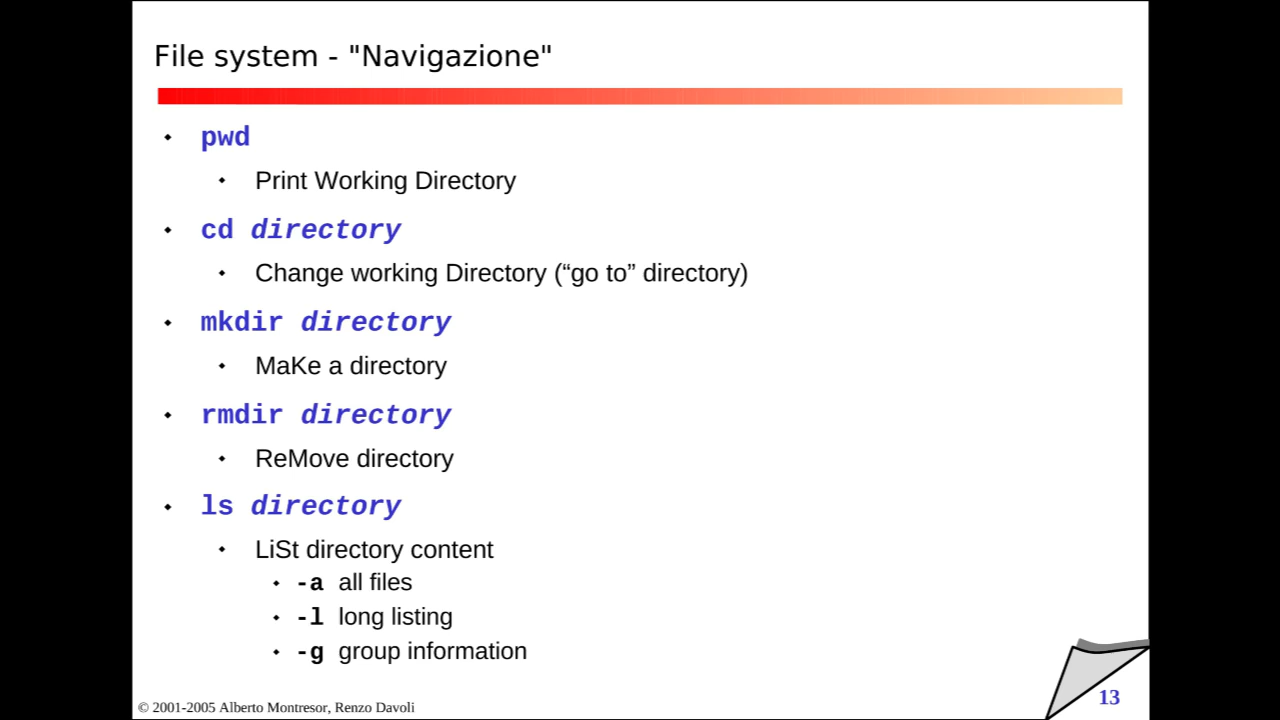 File system - "Navigazione"
pwd
Print Working Directory
cd directory
Change working Directory (“go to” directory)
mkdir directory
MaKe a directory
rmdir directory
ReMove directory
ls directory
LiSt directory content
-a all files
-l long listing
-g group information
© 2001-2005 Alberto Montresor, Renzo Davoli
13